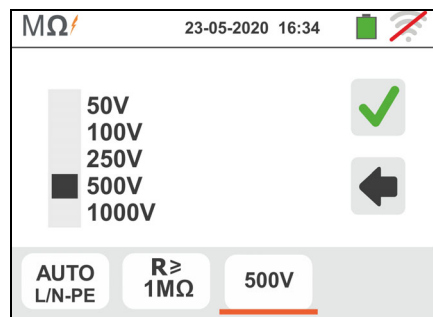 MΩ 23-05-2020 16:34
50V
100V
250V
500V
1000V
AUTO
L/N-PE
R≥
1MΩ
500V